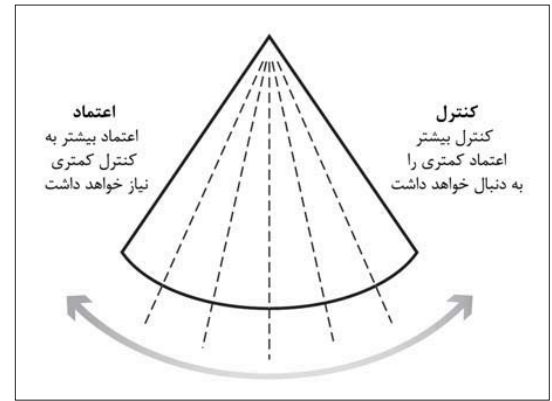 کنترل
کنترل بیشتر
اعتماد کمتری را
به دنبال خواهد داشت
اعتماد
اعتماد بیشتر به
کنترل کمتری
نیاز خواهد داشت